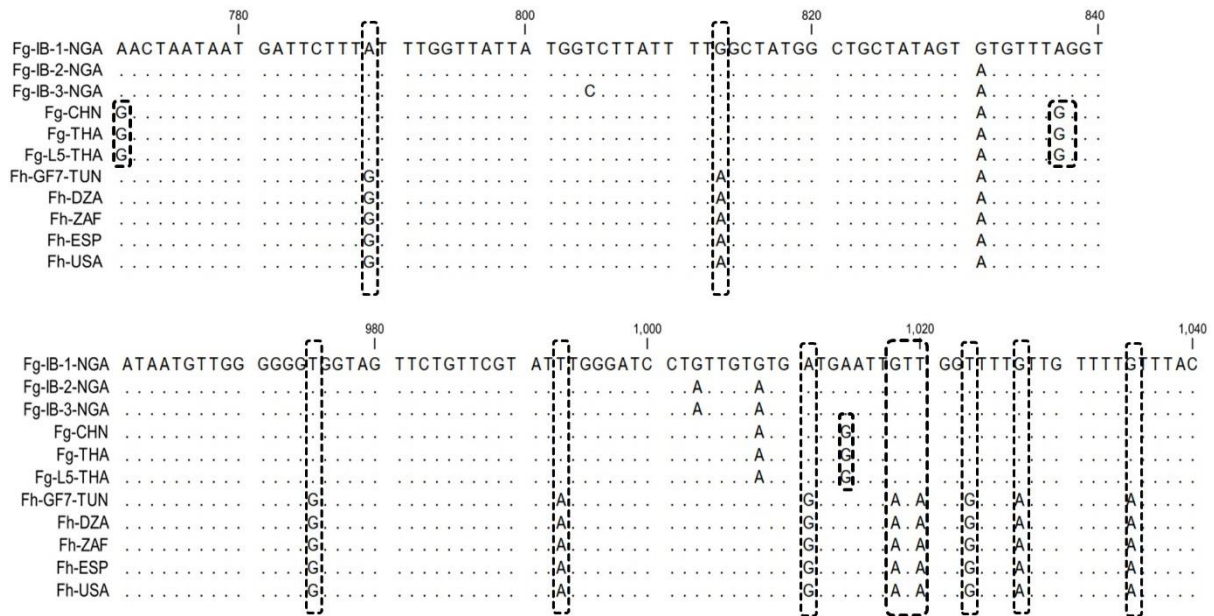 780 800 820 840
Fg-IB-1-NGA AACTAATAAT GATTCTTTAT TTGGTTATTA TGGTCTTATT TTGGCTATGG CTGCTATAGT GTGTTTAGGT
Fg-IB-2-NGA .......... .......... .......... .......... .......... .......... A.........
Fg-IB-3-NGA .......... .......... .......... ...C...... .......... .......... A.........
Fg-CHN G......... .......... .......... .......... .......... .......... A.....G...
Fg-THA G......... .......... .......... .......... .......... .......... A.....G...
Fg-L5-THA G......... .......... .......... .......... .......... .......... A.....G...
Fh-GF7-TUN .......... ........G. .......... .......... ..A....... .......... A.........
Fh-DZA .......... ........G. .......... .......... ..A....... .......... A.........
Fh-ZAF .......... ........G. .......... .......... ..A....... .......... A.........
Fh-ESP .......... ........G. .......... .......... ..A....... .......... A.........
Fh-USA .......... ........G. .......... .......... ..A....... .......... A.........
980 1,000 1,020 1,040
Fg-IB-1-NGA ATAATGTTGG GGGGTGGTAG TTCTGTTCGT ATTTGGGATC CTGTTGTGTG ATGAATTGTT GGTTTTGTTG TTTTGTTTAC
Fg-IB-2-NGA .......... .......... .......... .......... ..A....A.. .......... .......... ..........
Fg-IB-3-NGA .......... .......... .......... .......... ..A....A.. .......... .......... ..........
Fg-CHN .......... .......... .......... .......... .......A.. ...G...... .......... ..........
Fg-THA .......... .......... .......... .......... .......A.. ...G...... .......... ..........
Fg-L5-THA .......... .......... .......... .......... .......A.. ...G...... .......... ..........
Fh-GF7-TUN .......... ....G..... .......... ..A....... .......... G......A.A ..G...A... ....A.....
Fh-DZA .......... ....G..... .......... ..A....... .......... G......A.A ..G...A... ....A.....
Fh-ZAF .......... ....G..... .......... ..A....... .......... G......A.A ..G...A... ....A.....
Fh-ESP .......... ....G..... .......... ..A....... .......... G......A.A ..G...A... ....A.....
Fh-USA .......... ....G..... .......... ..A....... .......... G......A.A ..G...A... ....A.....